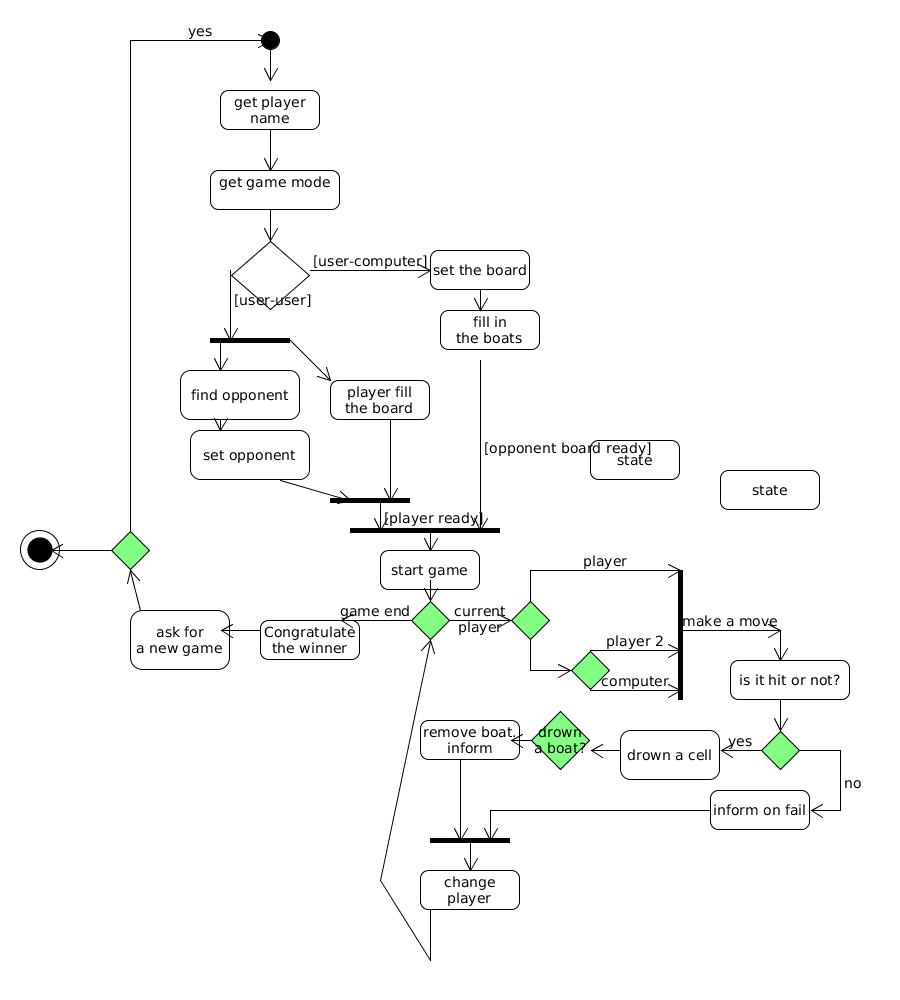 yes
get player
name
get game mode
[user-computer]
set the board
[user-user]
fill in
the boats
find opponent
player fill
the board
set opponent
[opponent board ready]
state
state
[player ready]
start game
player
game end
current
player
make a move
ask for
a new game
Congratulate
the winner
player 2
computer
is it hit or not?
remove boat,
inform
drown
a boat?
drown a cell
yes
no
inform on fail
change
player